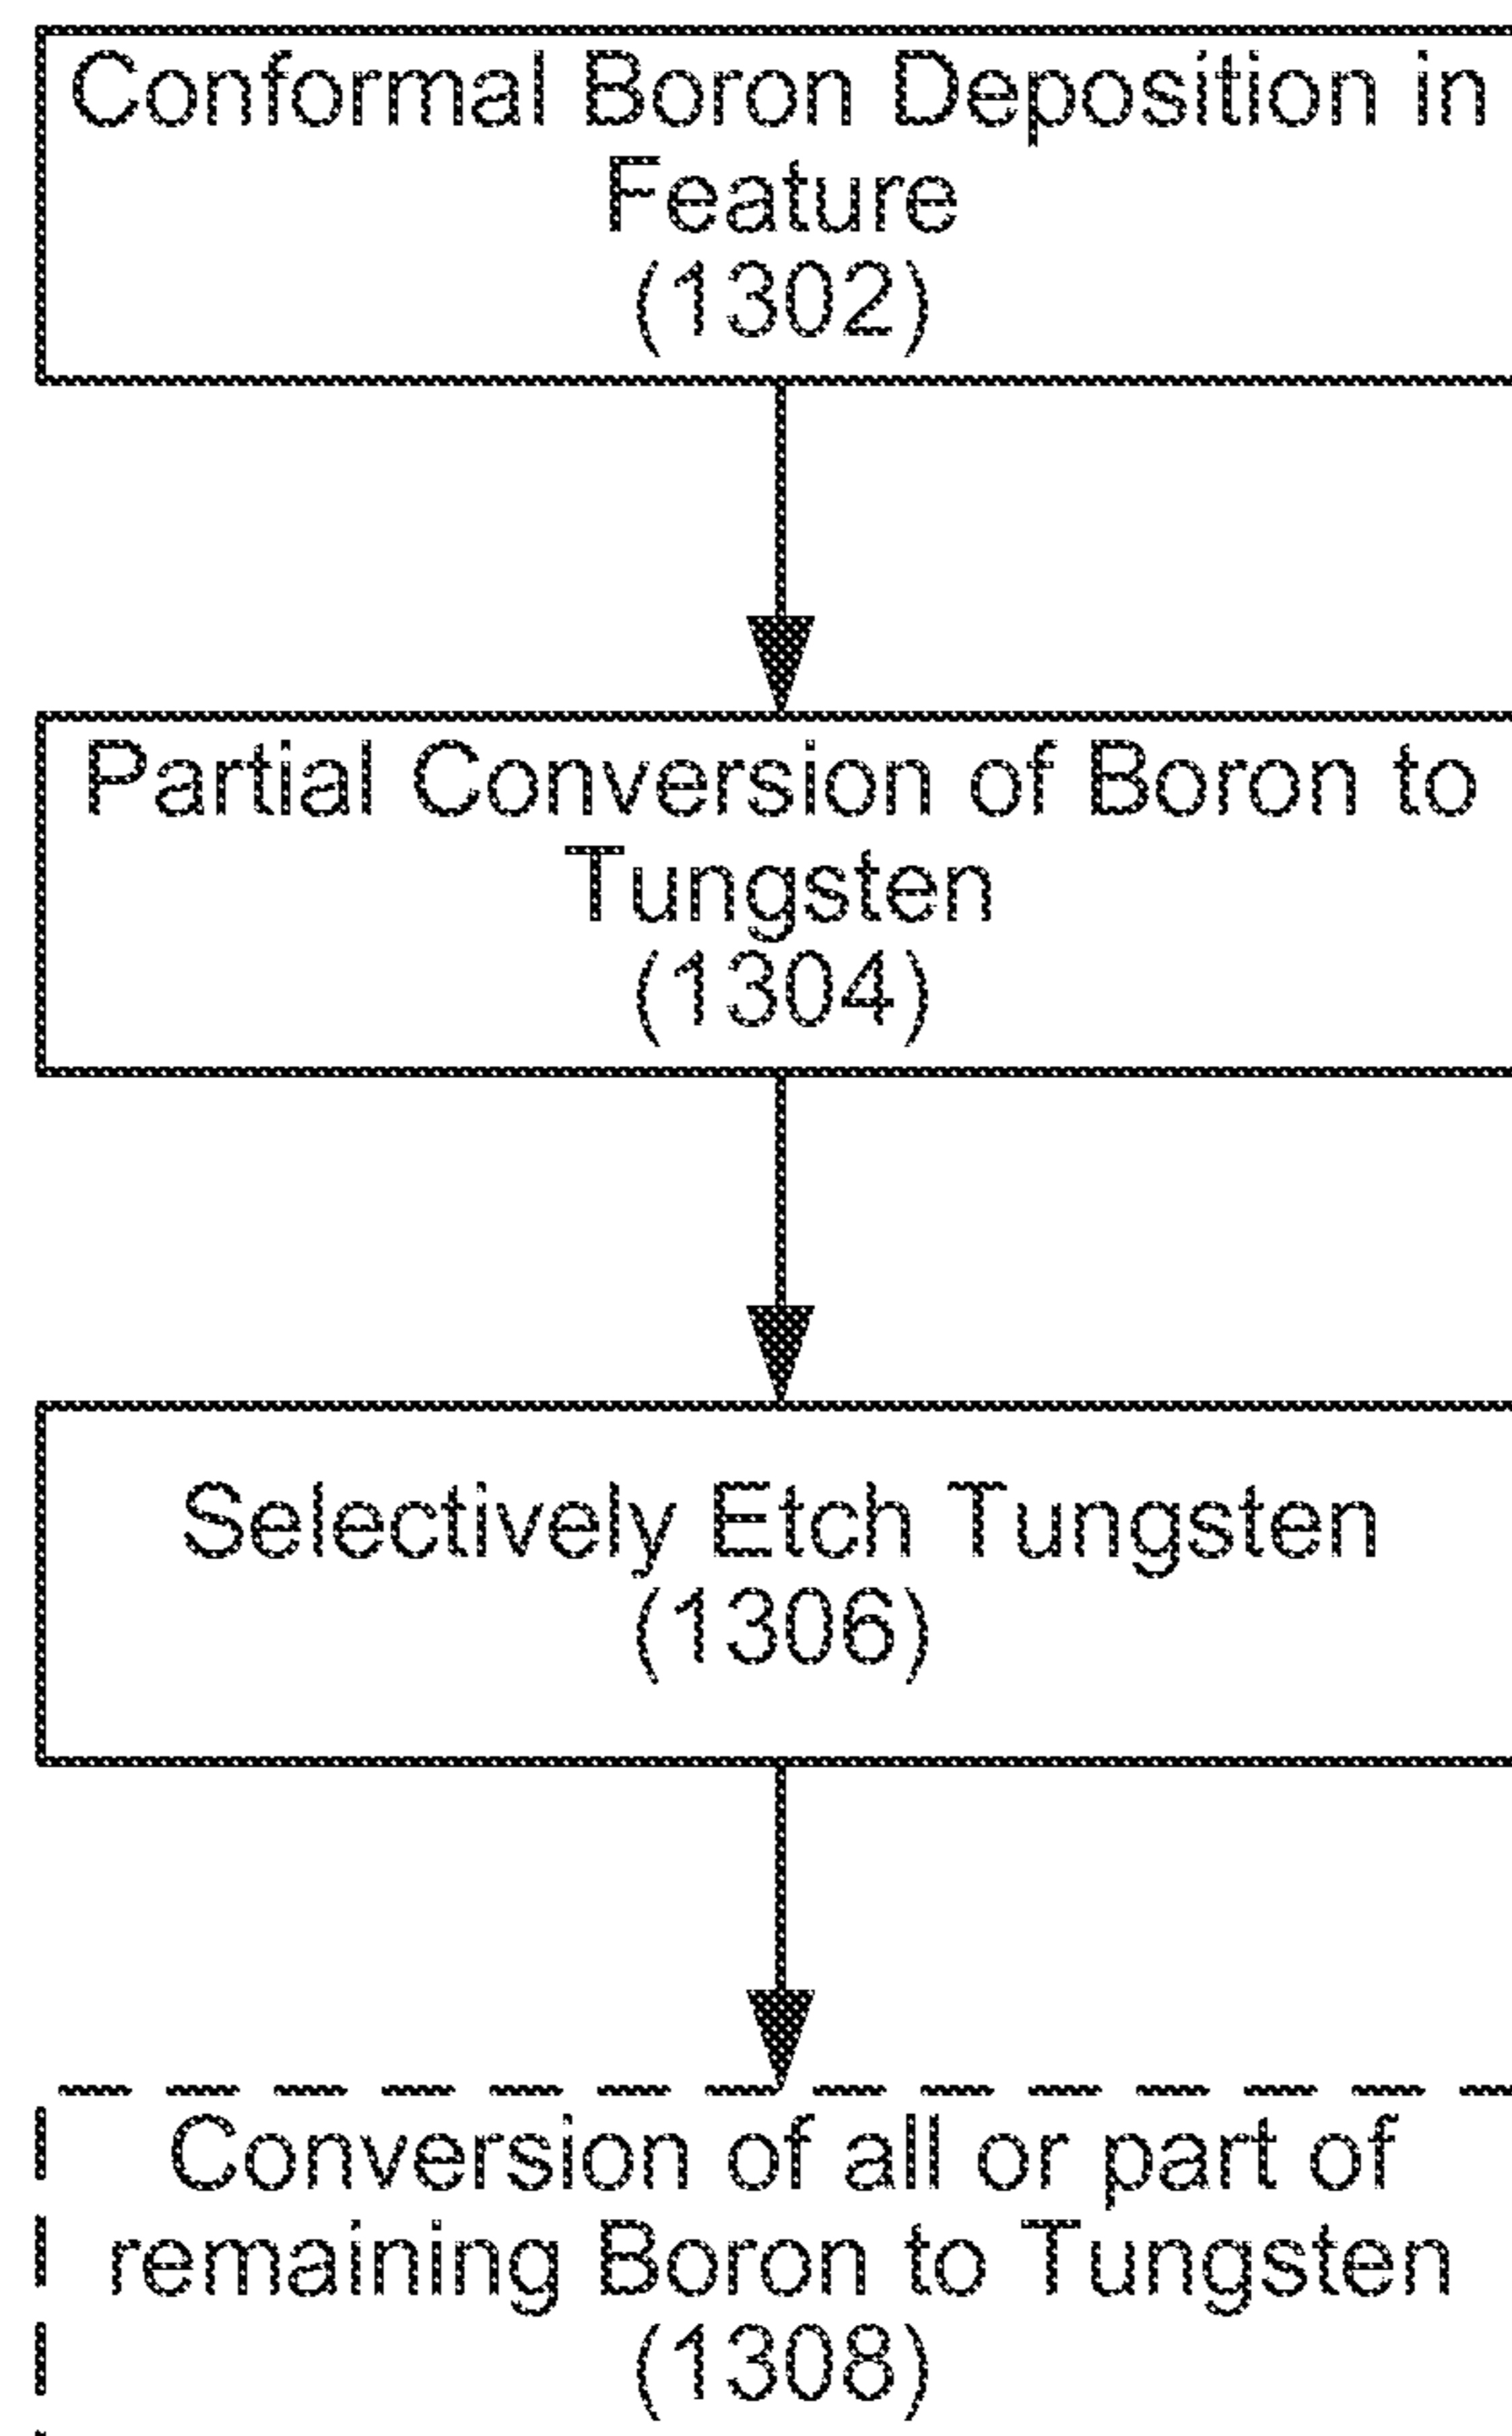 Conformal Boron Deposition in
Feature
(1302)
Partial Conversion of Boron to
Tungsten
(1304)
Selectively Etch Tungsten
(1306)
Conversion of all or part of
remaining Boron to Tungsten
(1308)